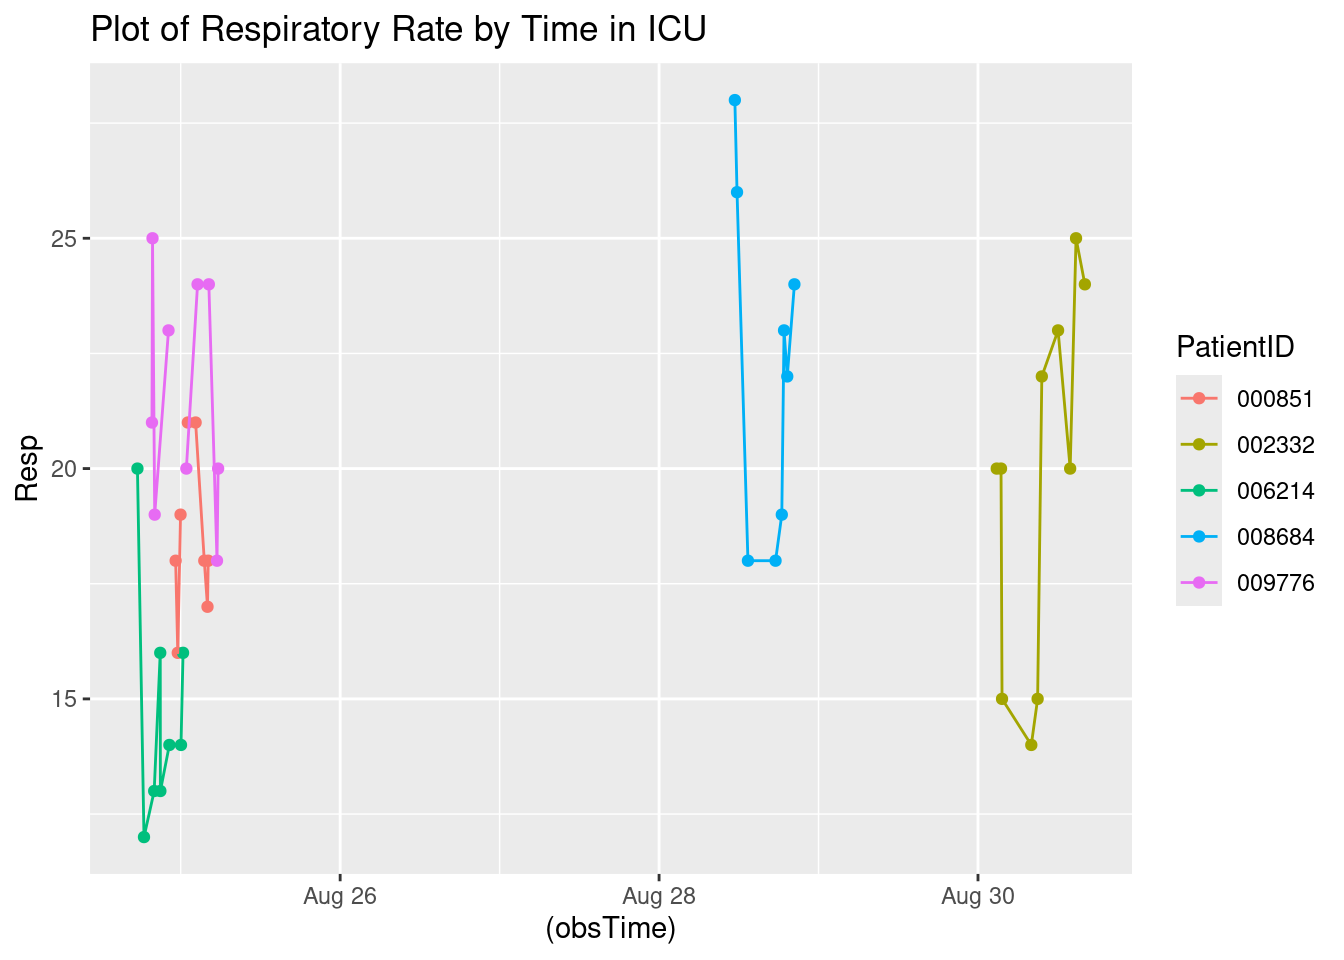 Plot of Respiratory Rate by Time in ICU
25
20
15
Resp
Aug 26
Aug 28
Aug 30
(obsTime)
PatientID
000851
002332
006214
008684
009776